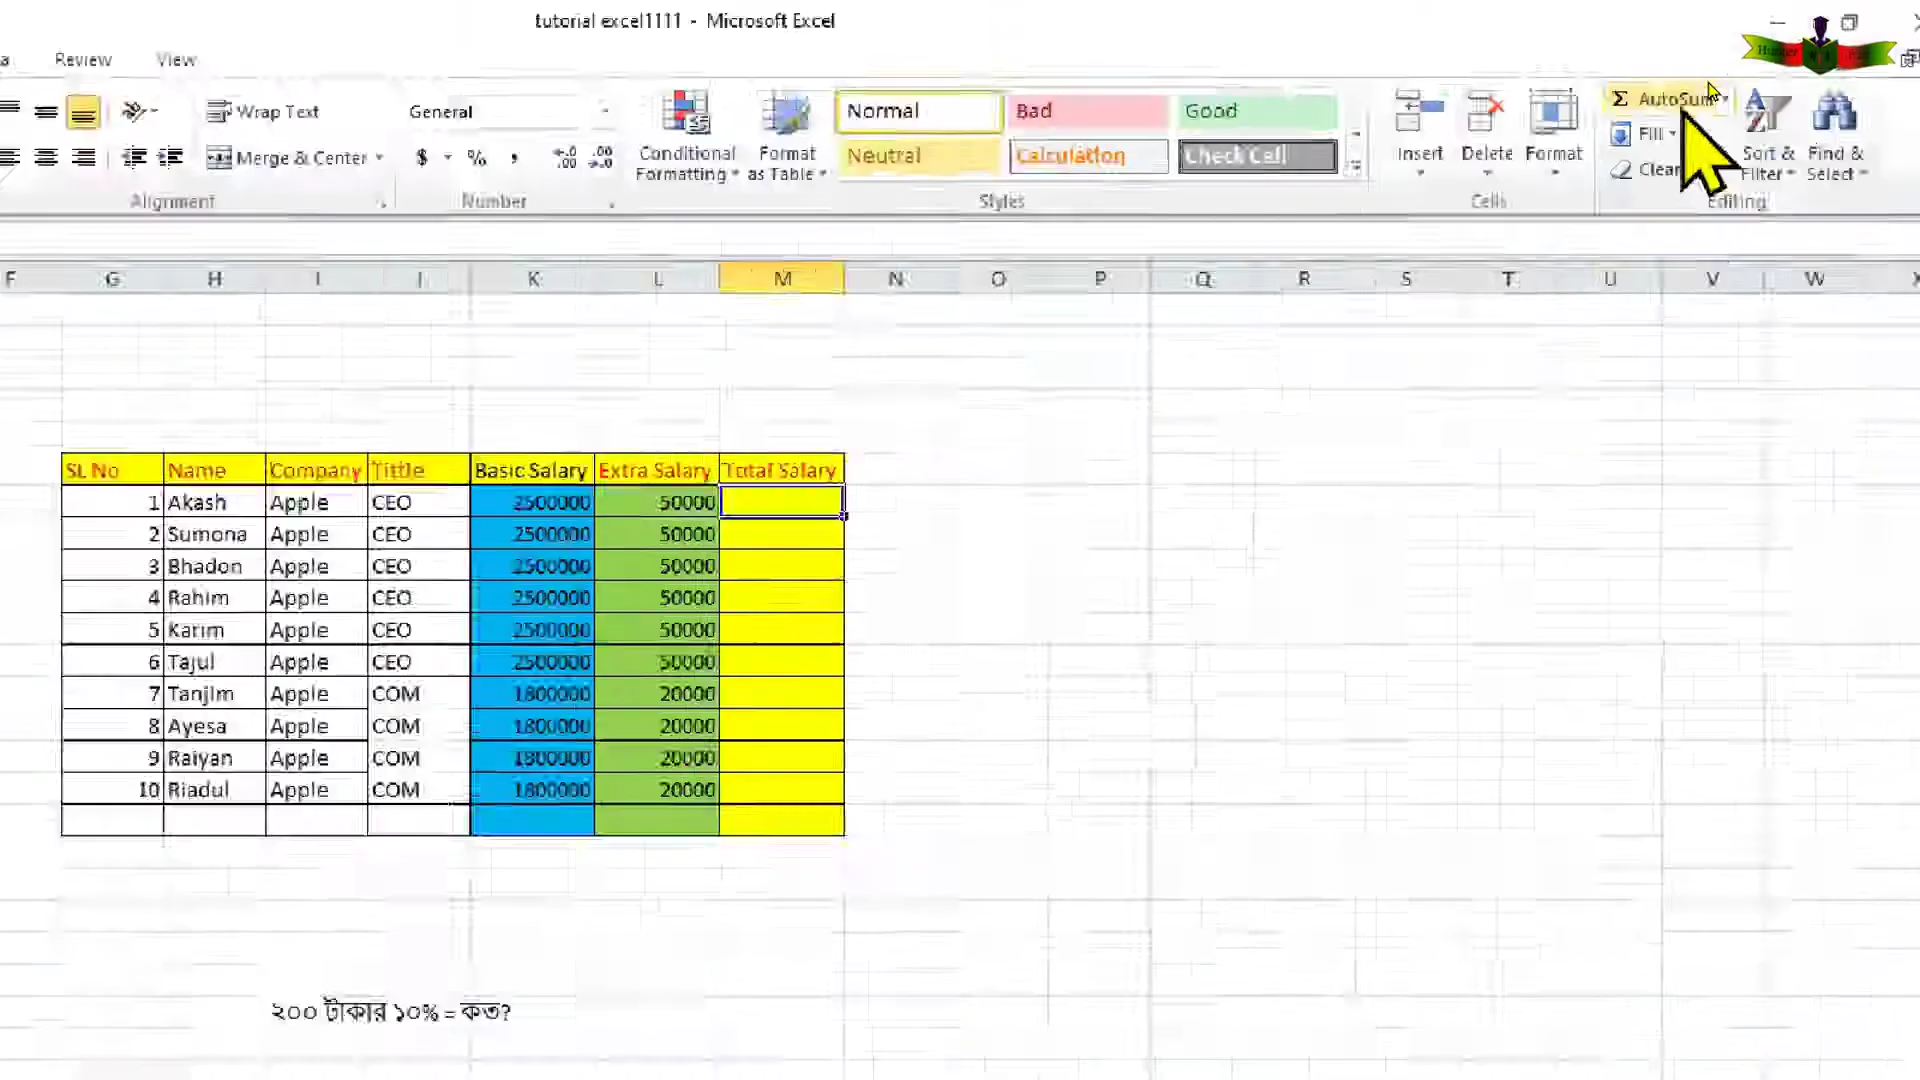 tutorial excel1111 - Microsoft Excel
Review View
Wrap Text
Merge & Center
Alignment
General
$ % ,
Number
Conditional Formatting
Format as Table
Normal Bad Good
Neutral Calculation Check Cell
Styles
Insert Delete Format
Cells
Σ AutoSum
Fill
Clear
Sort & Filter
Find & Select
Editing
F G H I J K L M N O P Q R S T U V W
SL No Name Company Tittle Basic Salary Extra Salary Total Salary
1 Akash Apple CEO 2500000 50000
2 Sumona Apple CEO 2500000 50000
3 Bhadon Apple CEO 2500000 50000
4 Rahim Apple CEO 2500000 50000
5 Karim Apple CEO 2500000 50000
6 Tajul Apple CEO 2500000 50000
7 Tanjim Apple COM 1800000 20000
8 Ayesa Apple COM 1800000 20000
9 Raiyan Apple COM 1800000 20000
10 Riadul Apple COM 1800000 20000
২০০ টাকার ১০% = কত?